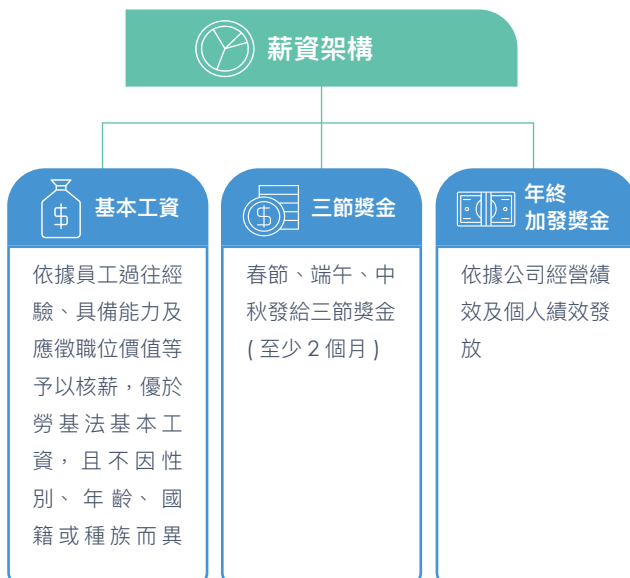 薪資架構
基本工資
依據員工過往經
驗、具備能力及
應徵職位價值等
予以核薪，優於
勞基法基本工
資，且不因性
別、年齡、國
籍或種族而異
三節獎金
春節、端午、中
秋發給三節獎金
( 至少 2 個月 )
年終
加發獎金
依據公司經營績
效及個人績效發
放